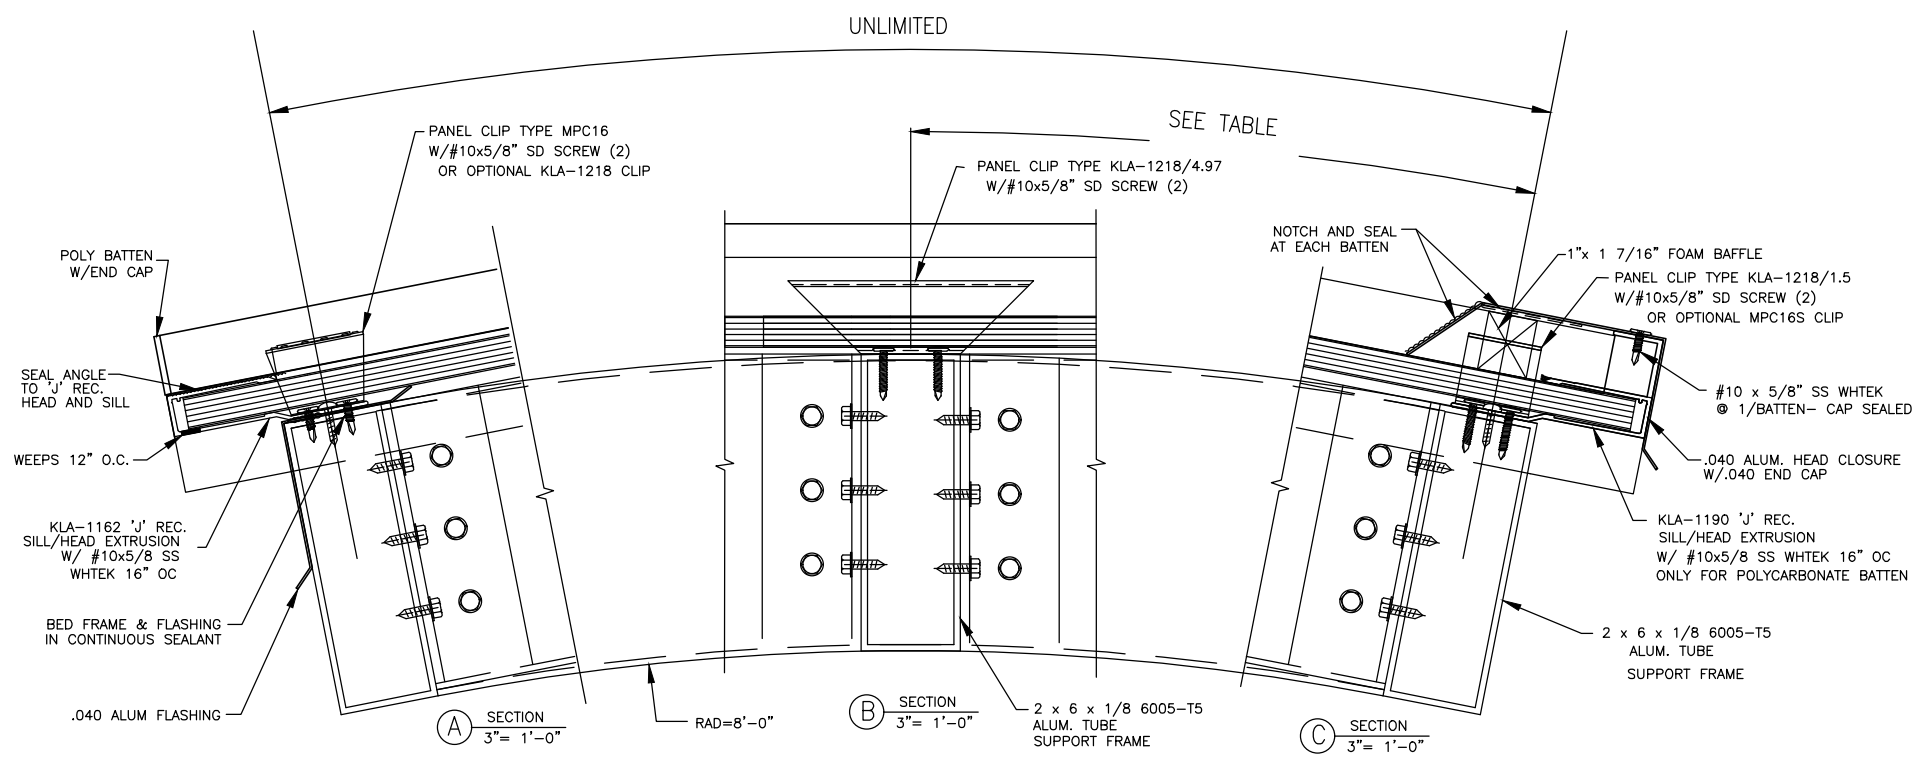 UNLIMITED
SEE TABLE
PANEL CLIP TYPE MPC16
W/#10x5/8" SD SCREW (2)
OR OPTIONAL KLA-1218 CLIP
PANEL CLIP TYPE KLA-1218/4.97
W/#10x5/8" SD SCREW (2)
NOTCH AND SEAL
AT EACH BATTEN
1"x 1 7/16" FOAM BAFFLE
PANEL CLIP TYPE KLA-1218/1.5
W/#10x5/8" SD SCREW (2)
OR OPTIONAL MPC16S CLIP
POLY BATTEN
W/END CAP
SEAL ANGLE
TO 'J' REC.
HEAD AND SILL
#10 x 5/8" SS WHTEK
@ 1/BATTEN- CAP SEALED
WEEPS 12" O.C.
.040 ALUM. HEAD CLOSURE
W/.040 END CAP
KLA-1162 'J' REC.
SILL/HEAD EXTRUSION
W/ #10x5/8 SS
WHTEK 16" OC
KLA-1190 'J' REC.
SILL/HEAD EXTRUSION
W/ #10x5/8 SS WHTEK 16" OC
ONLY FOR POLYCARBONATE BATTEN
BED FRAME & FLASHING
IN CONTINUOUS SEALANT
2 x 6 x 1/8 6005-T5
ALUM. TUBE
SUPPORT FRAME
.040 ALUM FLASHING
A
SECTION
3"= 1'-0"
RAD=8'-0"
B
SECTION
3"= 1'-0"
2 x 6 x 1/8 6005-T5
ALUM. TUBE
SUPPORT FRAME
C
SECTION
3"= 1'-0"